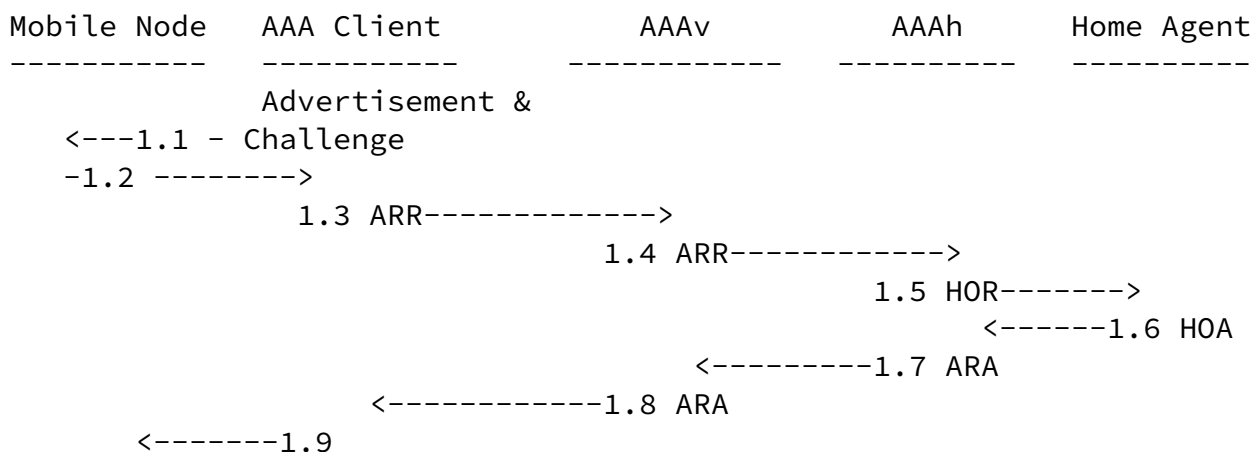 Mobile Node   AAA Client            AAAv            AAAh       Home Agent
-----------   -----------       ------------   ----------   ----------
              Advertisement &
   <---1.1 - Challenge
   -1.2 -------->
                1.3 ARR------------->
                                 1.4 ARR------------>
                                                1.5 HOR------->
                                                      <------1.6 HOA
                                      <---------1.7 ARA
                    <------------1.8 ARA
       <-------1.9